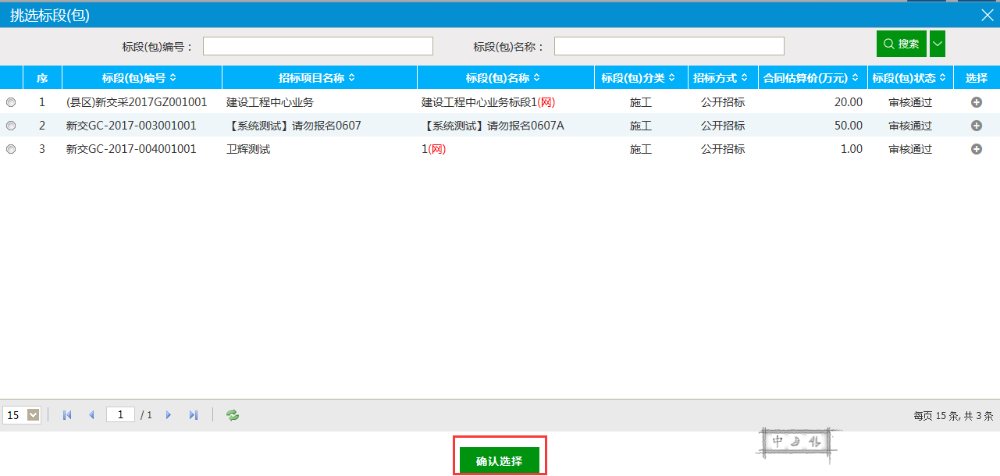 挑选标段(包)
标段(包)编号： 标段(包)名称： 搜索
序 标段(包)编号 招标项目名称 标段(包)名称 标段(包)分类 招标方式 合同估算价(万元) 标段(包)状态 选择
1 (县区)新交采2017GZ001001 建设工程中心业务 建设工程中心业务标段1(网) 施工 公开招标 20.00 审核通过
2 新交GC-2017-003001001 【系统测试】请勿报名0607 【系统测试】请勿报名0607A 施工 公开招标 50.00 审核通过
3 新交GC-2017-004001001 卫辉测试 1(网) 施工 公开招标 1.00 审核通过
15 1 / 1 每页 15 条, 共 3 条
中
确认选择